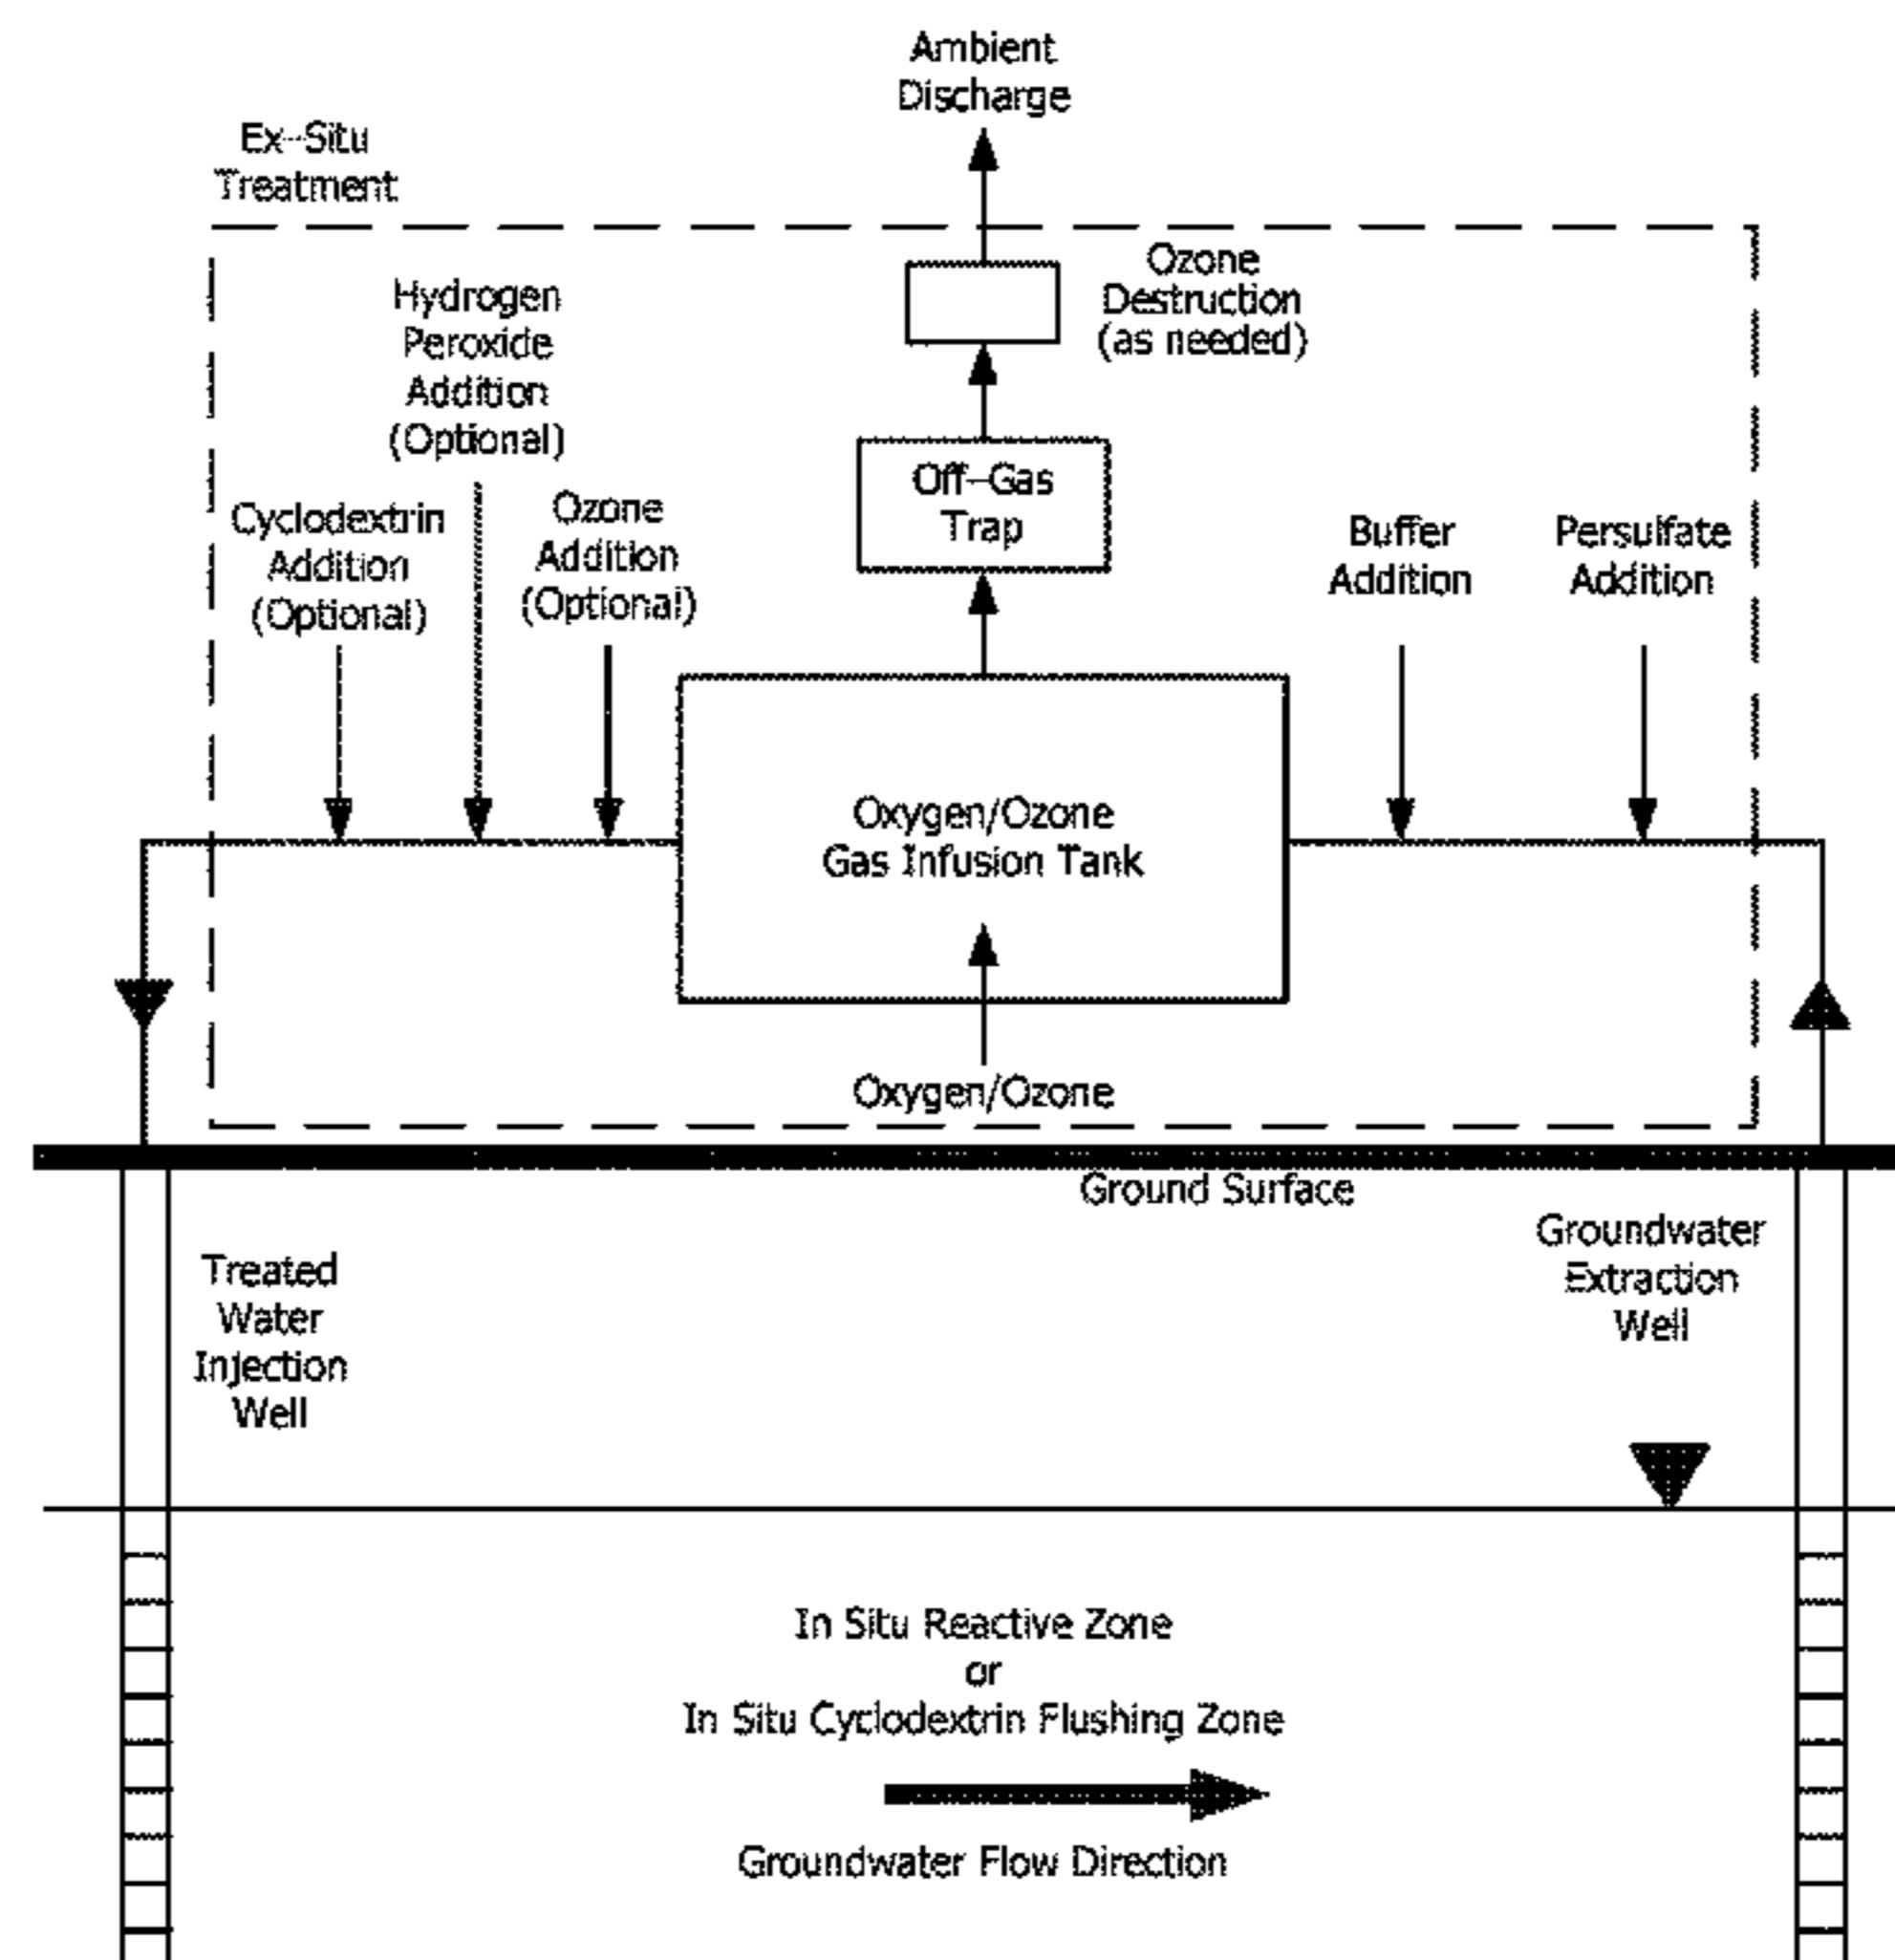 Ambient
Discharge
Ex-Situ
Treatment
Ozone
Destruction
(as needed)
Hydrogen
Peroxide
Addition
(Optional)
Off-Gas
Trap
Cyclodextrin
Addition
(Optional)
Ozone
Addition
(Optional)
Buffer
Addition
Persulfate
Addition
Oxygen/Ozone
Gas Infusion Tank
Oxygen/Ozone
Ground Surface
Treated
Water
Injection
Well
Groundwater
Extraction
Well
In Situ Reactive Zone
or
In Situ Cyclodextrin Flushing Zone
Groundwater Flow Direction